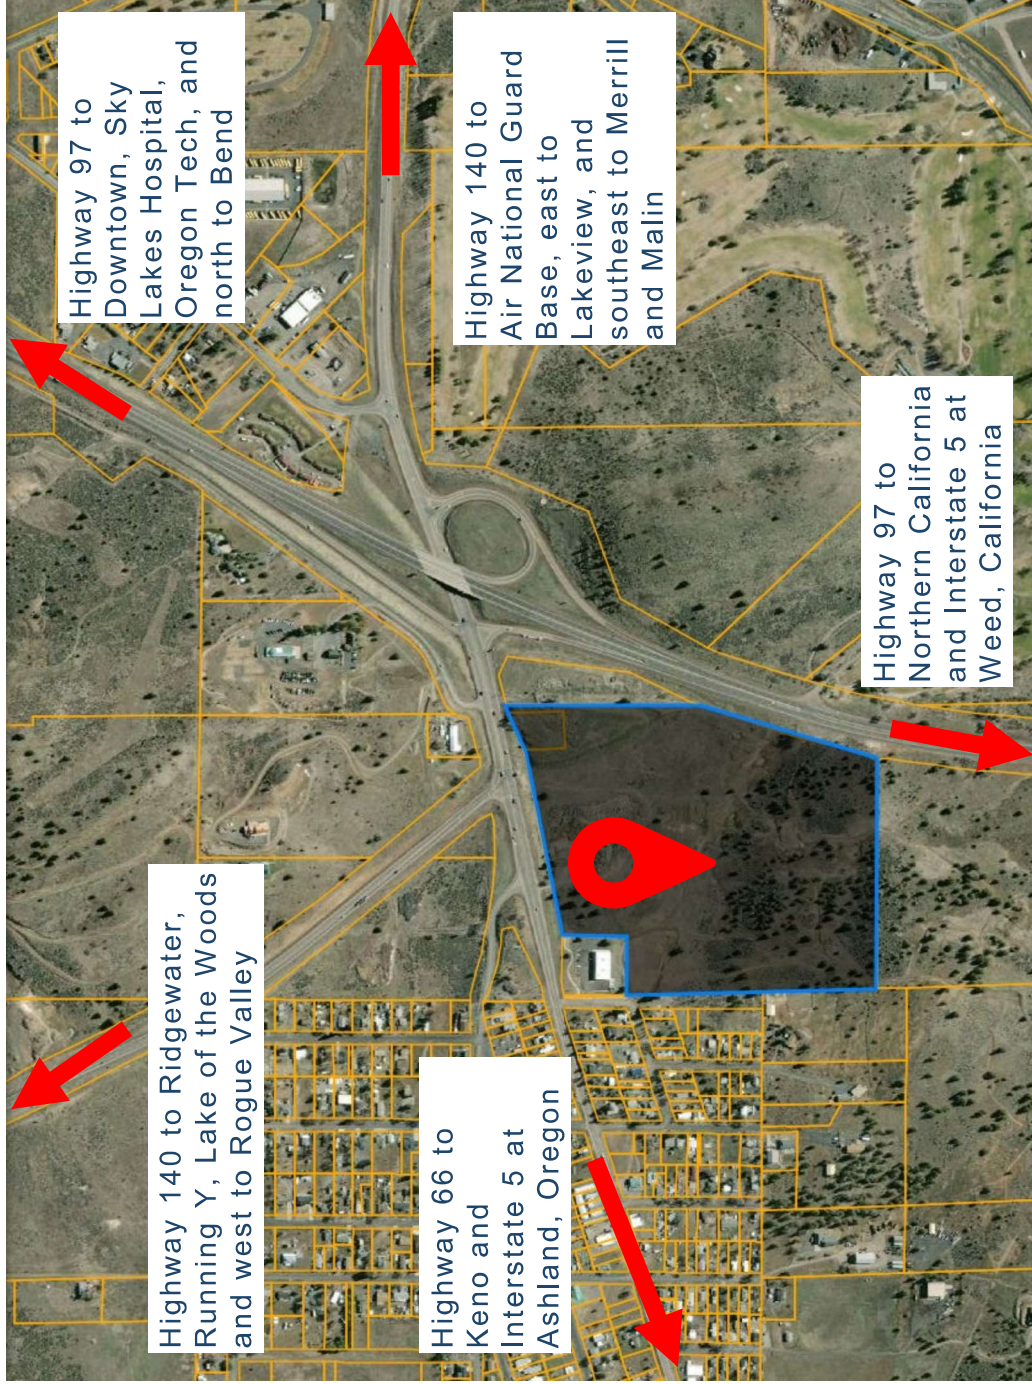 Highway 140 to Ridgewater,
Running Y, Lake of the Woods
and west to Rogue Valley
Highway 97 to
Downtown, Sky
Lakes Hospital,
Oregon Tech, and
north to Bend
Highway 66 to
Keno and
Interstate 5 at
Ashland, Oregon
Highway 140 to
Air National Guard
Base, east to
Lakeview, and
southeast to Merrill
and Malin
Highway 97 to
Northern California
and Interstate 5 at
Weed, California